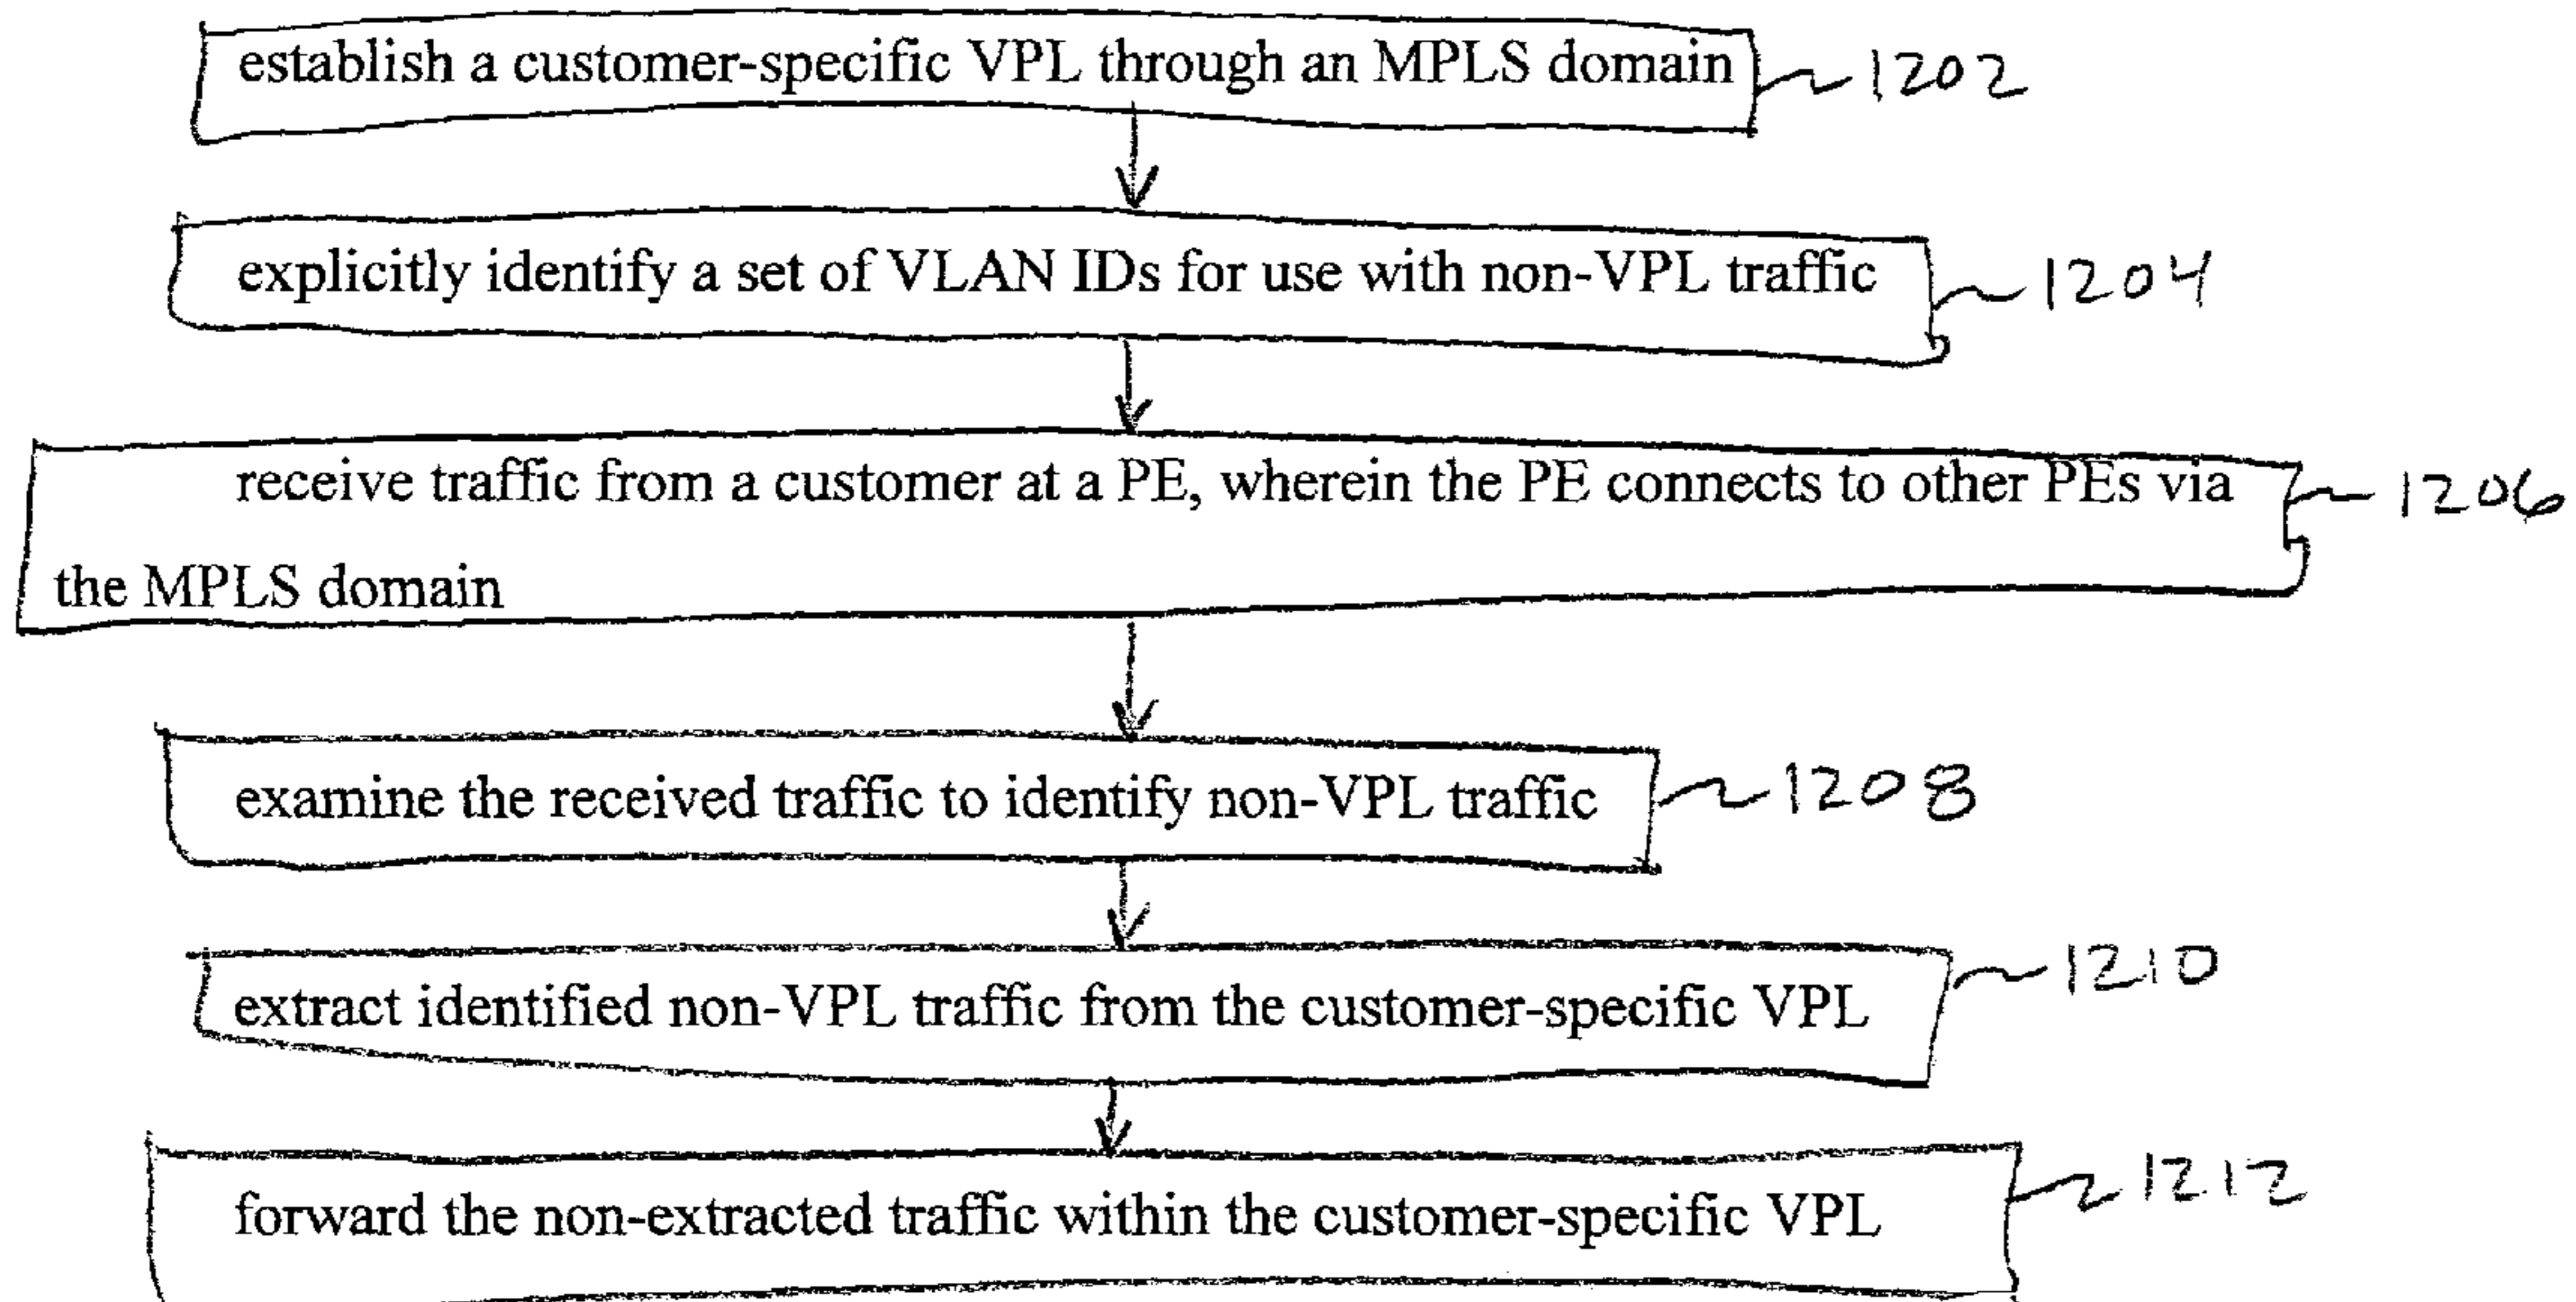 establish a customer-specific VPL through an MPLS domain 1202
explicitly identify a set of VLAN IDs for use with non-VPL traffic 1204
receive traffic from a customer at a PE, wherein the PE connects to other PEs via 1206
the MPLS domain
examine the received traffic to identify non-VPL traffic 1208
extract identified non-VPL traffic from the customer-specific VPL 1210
forward the non-extracted traffic within the customer-specific VPL 1212